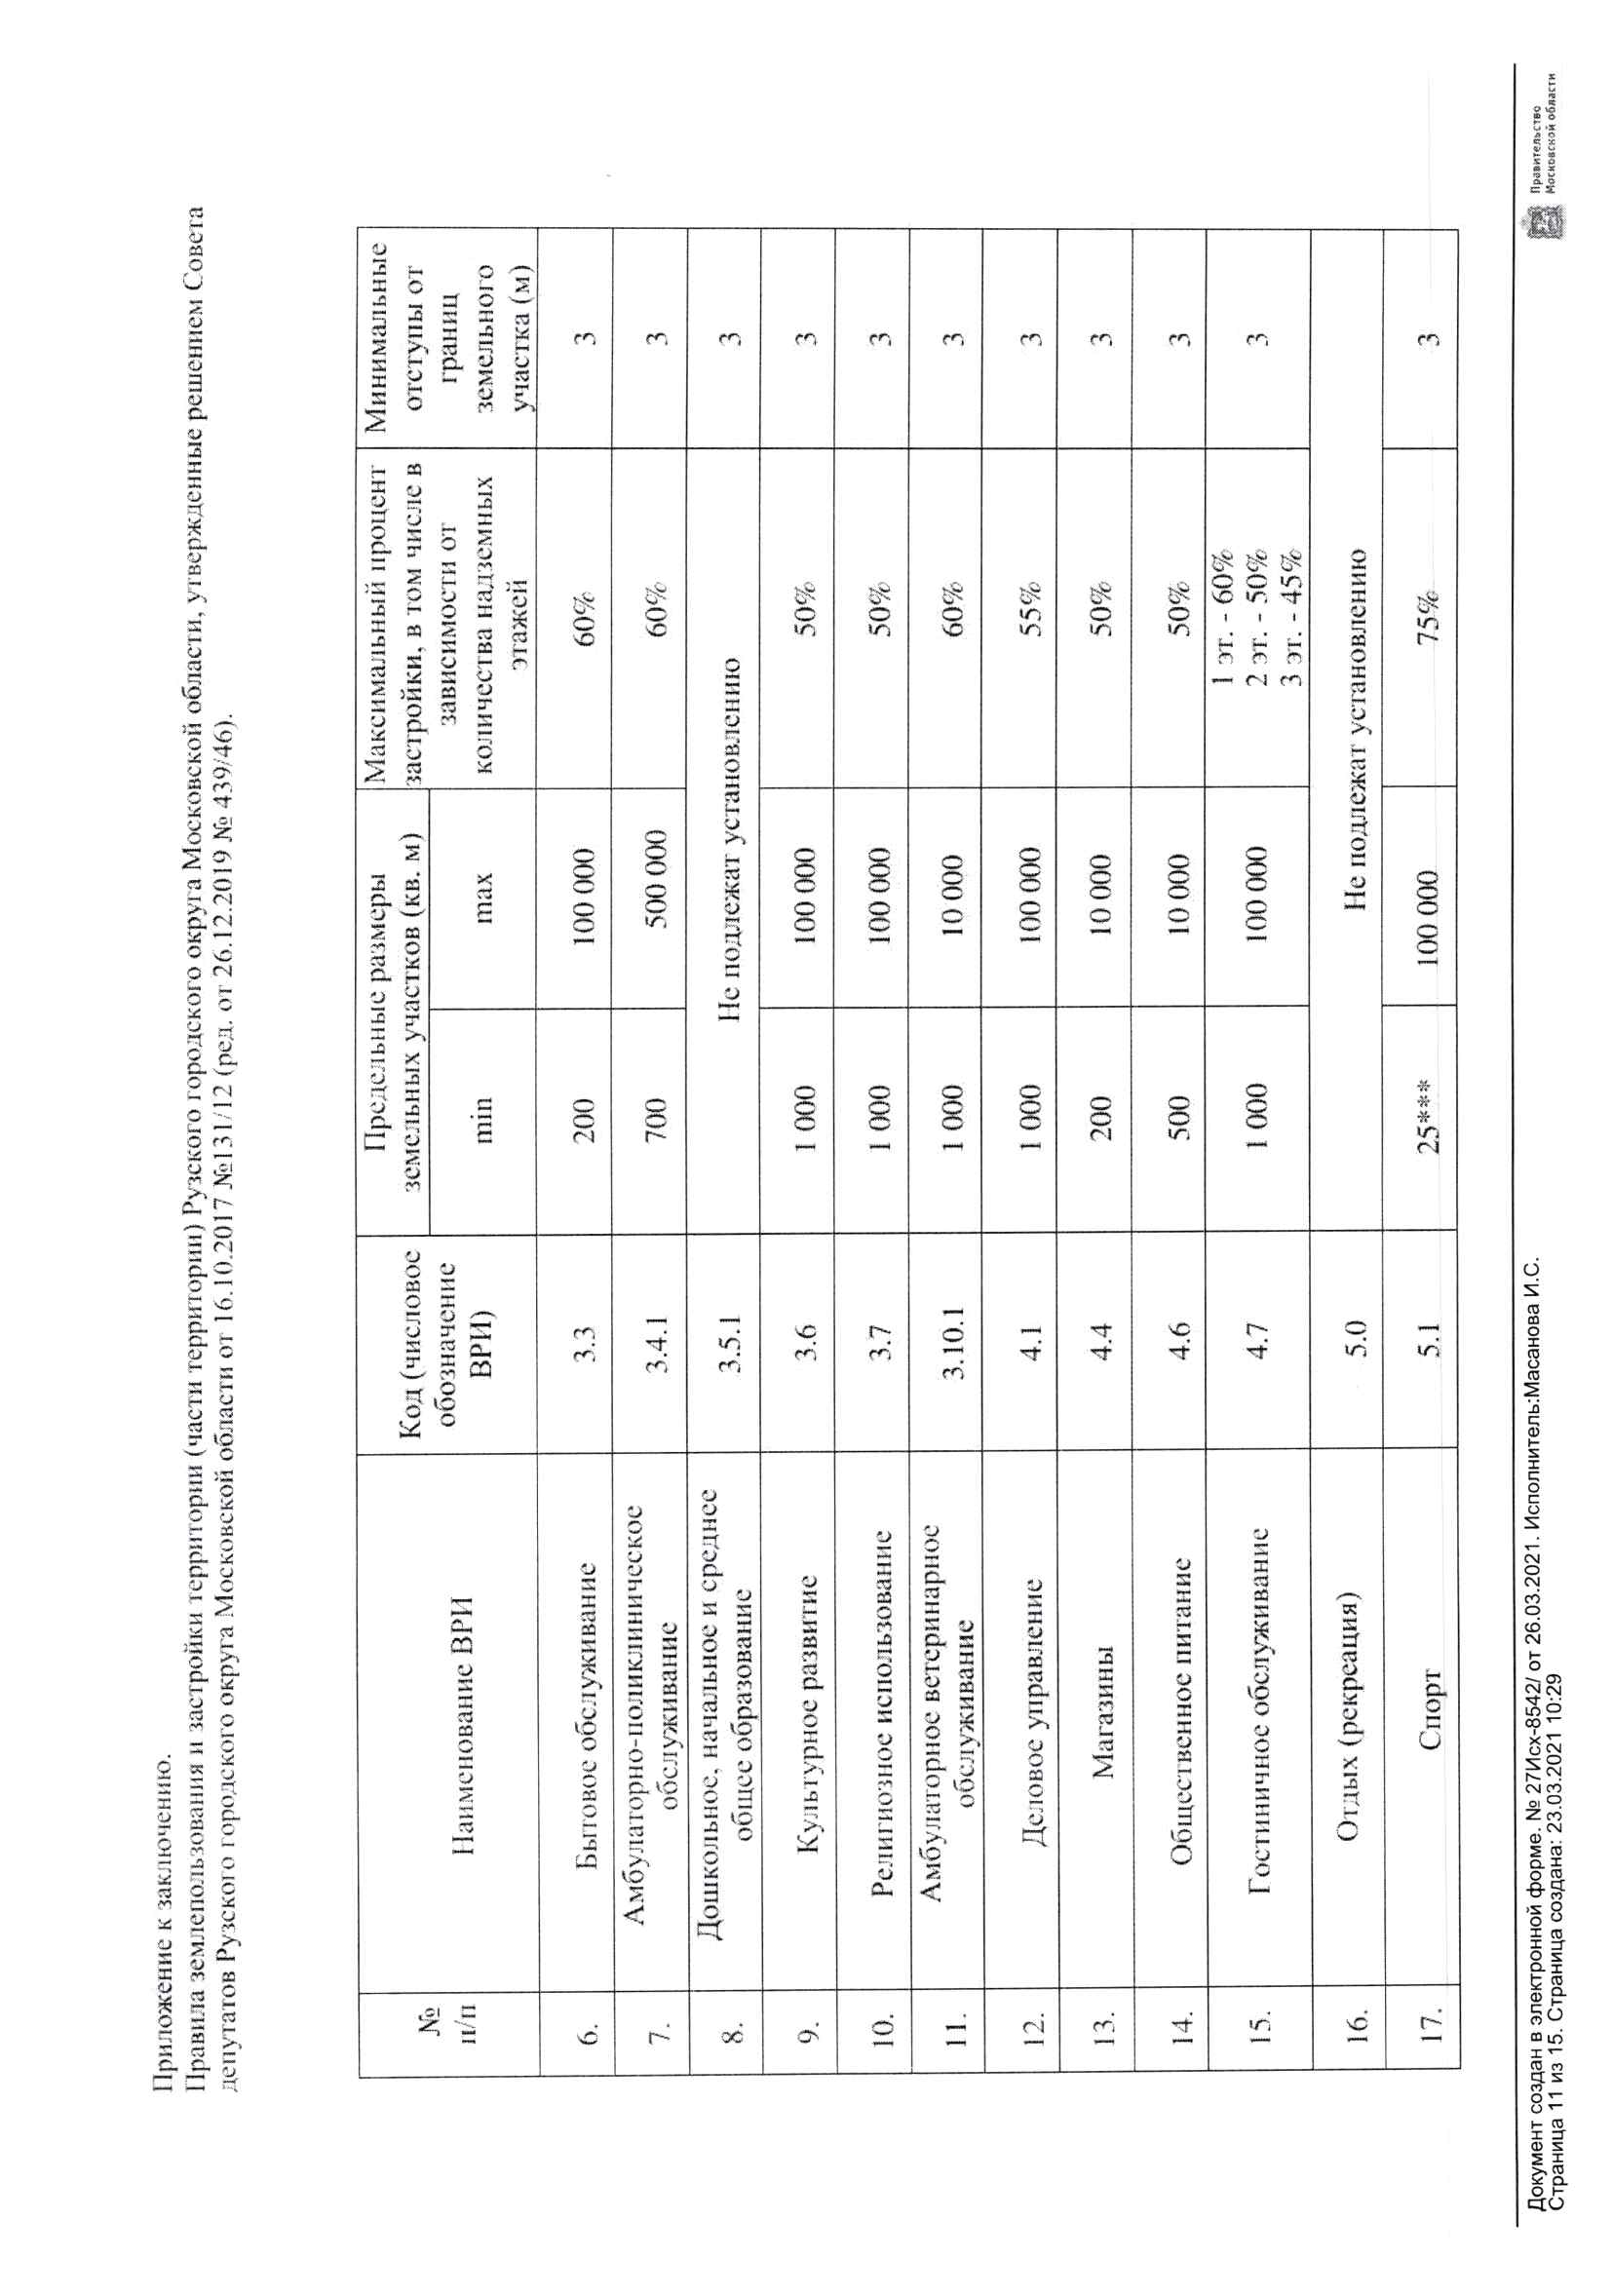 Приложение к заключению.
Правила землепользования и застройки территории (части территории) Рузского городского округа Московской области, утвержденные решением Совета
депутатов Рузского городского округа Московской области от 16.10.2017 №131/12 (ред. от 26.12.2019 № 439/46).
№
п/п
Наименование ВРИ
Код (числовое
обозначение
ВРИ)
Предельные размеры
земельных участков (кв. м)
min
max
Максимальный процент
застройки, в том числе в
зависимости от
количества надземных
этажей
Минимальные
отступы от
границ
земельного
участка (м)
6. Бытовое обслуживание 3.3 200 100 000 60% 3
7. Амбулаторно-поликлиническое
обслуживание
3.4.1 700 500 000 60% 3
8. Дошкольное, начальное и среднее
общее образование
3.5.1 Не подлежат установлению 3
9. Культурное развитие 3.6 1 000 100 000 50% 3
10. Религиозное использование 3.7 1 000 100 000 50% 3
11. Амбулаторное ветеринарное
обслуживание
3.10.1 1 000 10 000 60% 3
12. Деловое управление 4.1 1 000 100 000 55% 3
13. Магазины 4.4 200 10 000 50% 3
14. Общественное питание 4.6 500 10 000 50% 3
15. Гостиничное обслуживание 4.7 1 000 100 000
1 эт. - 60%
2 эт. - 50%
3 эт. - 45%
3
16. Отдых (рекреация) 5.0 Не подлежат установлению
17. Спорт 5.1 25*** 100 000 75% 3
Документ создан в электронной форме. № 27Исх-8542/ от 26.03.2021. Исполнитель:Масанова И.С.
Страница 11 из 15. Страница создана: 23.03.2021 10:29
Правительство
Московской области